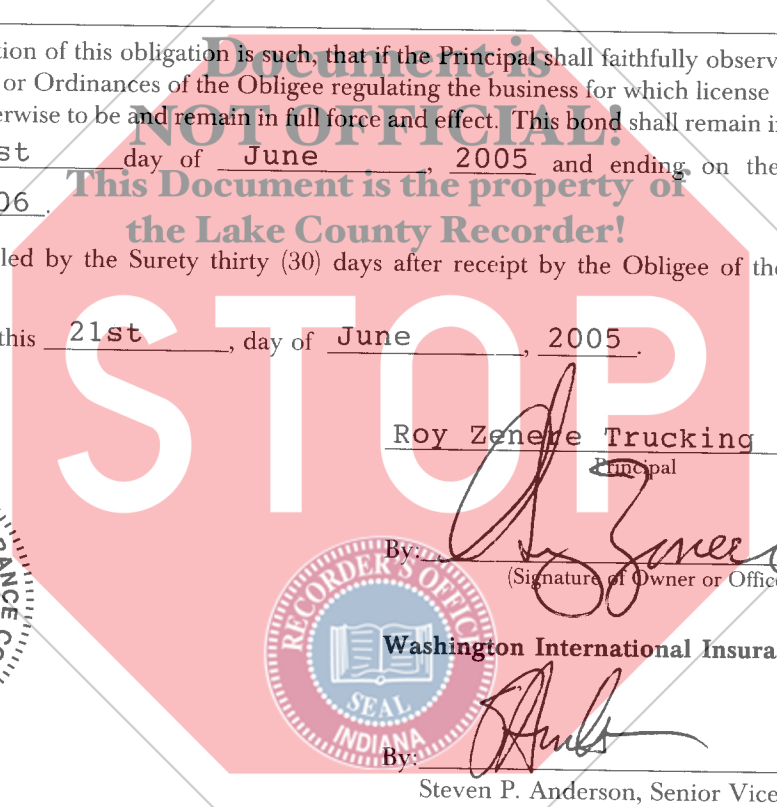 tion of this obligation is such, that if the Principal shall faithfully observ
Document is
or Ordinances of the Obligee regulating the business for which license
erwise to be and remain in full force and effect. This bond shall remain i
NOT OFFICIAL!
st day of June, 2005 and ending on the
This Document is the property of
06.
the Lake County Recorder!
led by the Surety thirty (30) days after receipt by the Obligee of the
this 21st, day of June, 2005.
STOP
Roy Zenere Trucking
Principal
By:
(Signature of Owner or Offic
RANCE CO
RECORDER'S OFFICE
Washington International Insura
SEAL
INDIANA
By:
Steven P. Anderson, Senior Vice